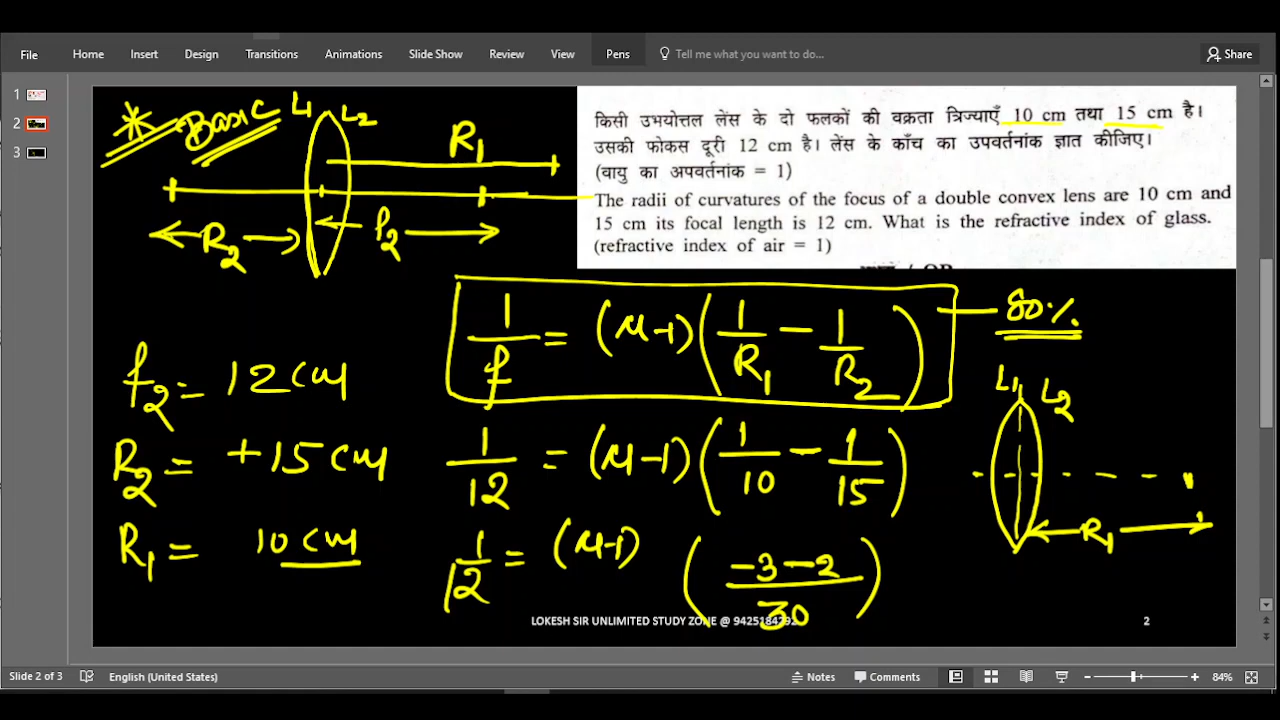 File Home Insert Design Transitions Animations Slide Show Review View Pens Tell me what you want to do... Share
1
2
3
* Basic
L1 L2
R1
R2
f2
किसी उभयोत्तल लेंस के दो फलकों की वक्रता त्रिज्याएँ 10 cm तथा 15 cm है।
उसकी फोकस दूरी 12 cm है। लेंस के काँच का उपवर्तनांक ज्ञात कीजिए।
(वायु का अपवर्तनांक = 1)
The radii of curvatures of the focus of a double convex lens are 10 cm and
15 cm its focal length is 12 cm. What is the refractive index of glass.
(refractive index of air = 1)
1/f = (μ-1) (1/R1 - 1/R2)
80%
f2 = 12 cm
R2 = +15 cm
R1 = 10 cm
1/12 = (μ-1) (1/10 - 1/15)
1/12 = (μ-1) (-3-2/30)
L1 L2
R1
LOKESH SIR UNLIMITED STUDY ZONE @ 9425184292
2
Slide 2 of 3 English (United States) Notes Comments 84%